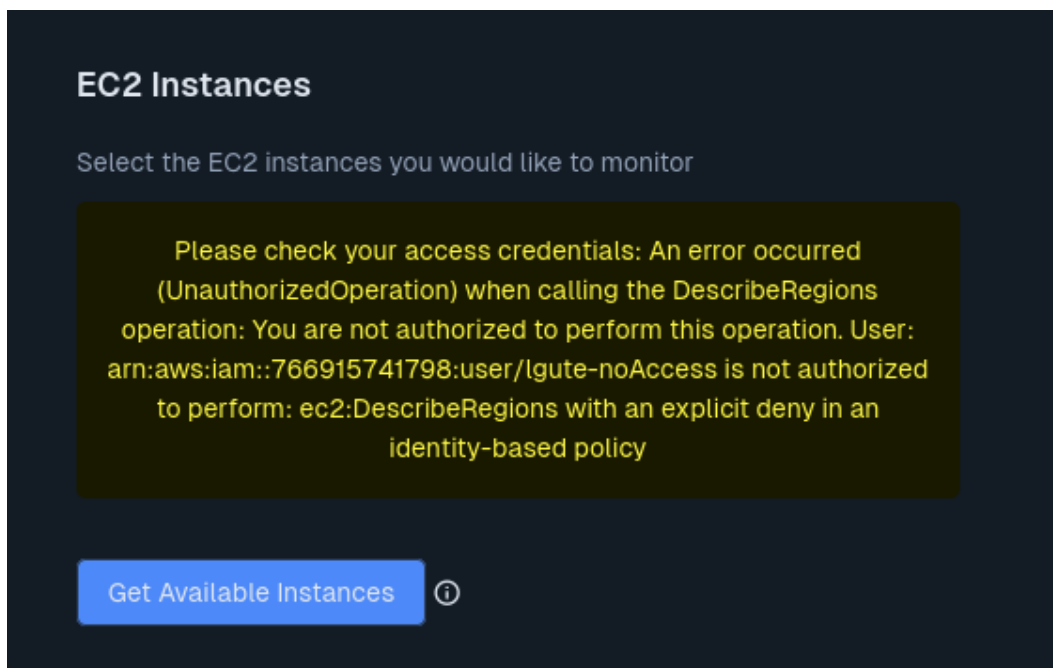 EC2 Instances
Select the EC2 instances you would like to monitor
Please check your access credentials: An error occurred
(UnauthorizedOperation) when calling the DescribeRegions
operation: You are not authorized to perform this operation. User:
arn:aws:iam::766915741798:user/lgute-noAccess is not authorized
to perform: ec2:DescribeRegions with an explicit deny in an
identity-based policy
Get Available Instances